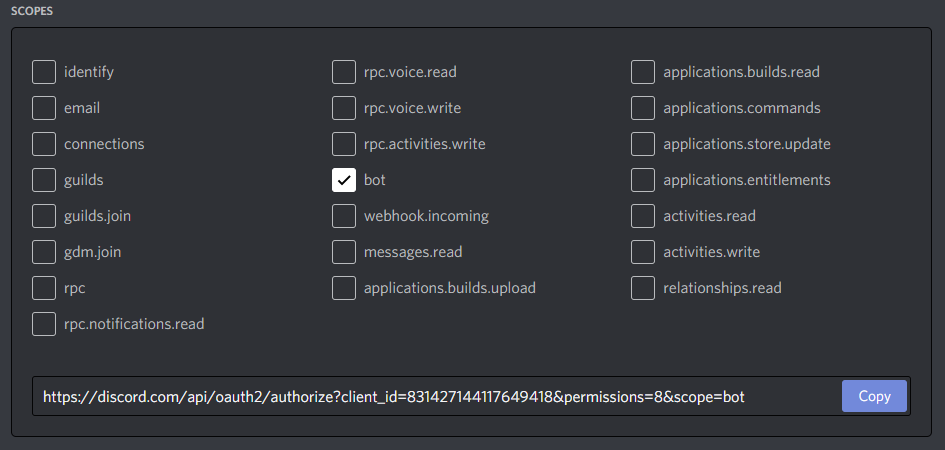 SCOPES
identify
email
connections
guilds
guilds.join
gdm.join
rpc
rpc.notifications.read
rpc.voice.read
rpc.voice.write
rpc.activities.write
bot
webhook.incoming
messages.read
applications.builds.upload
applications.builds.read
applications.commands
applications.store.update
applications.entitlements
activities.read
activities.write
relationships.read
https://discord.com/api/oauth2/authorize?client_id=831427144117649418&permissions=8&scope=bot
Copy